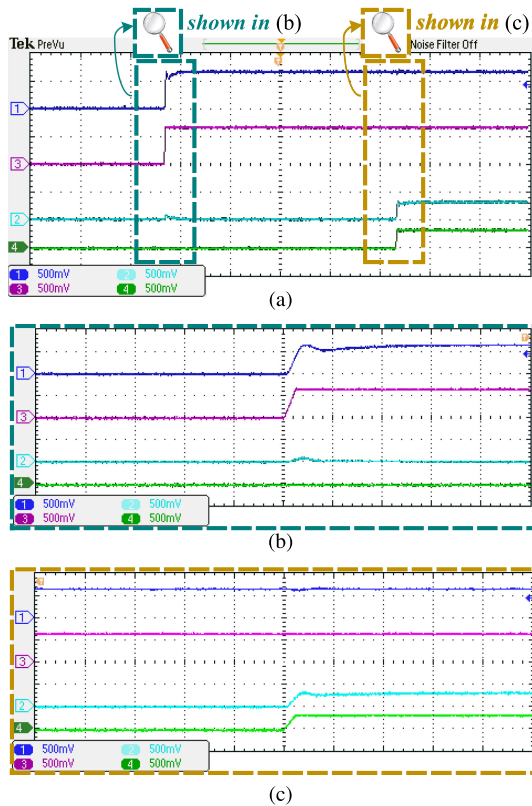 shown in (b)
shown in (c)
Tek PreVu
Noise Filter Off
1
3
2
4
1 500mV 2 500mV
3 500mV 4 500mV
(a)
1
3
2
4
1 500mV 2 500mV
3 500mV 4 500mV
(b)
1
3
2
4
1 500mV 2 500mV
3 500mV 4 500mV
(c)